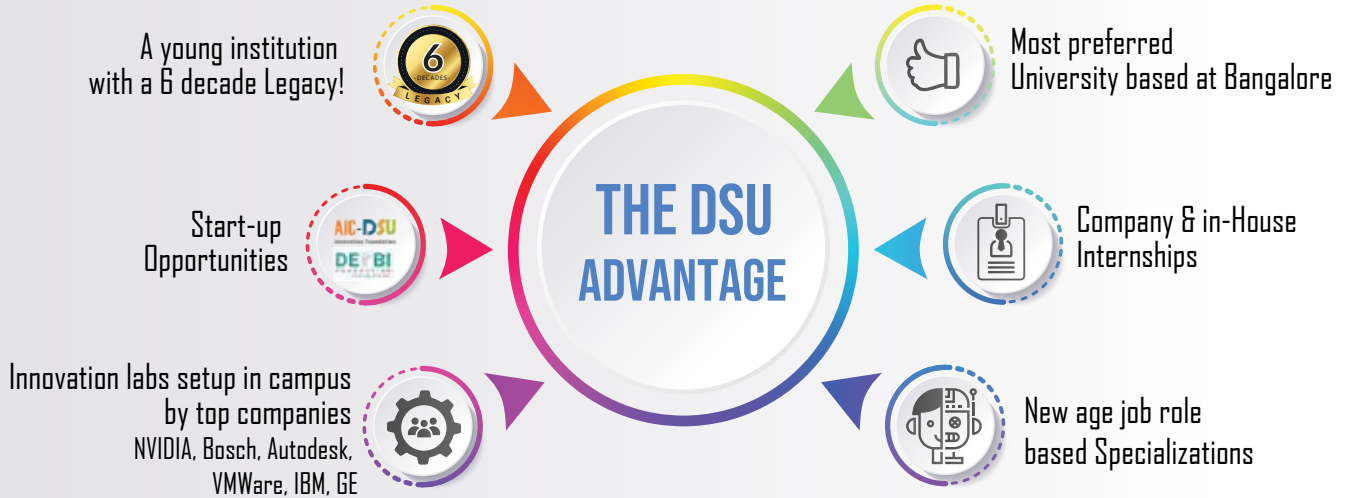 A young institution
with a 6 decade Legacy!
6
DECADES
LEGACY
Start-up
Opportunities
AIC-DSU
Innovation Foundation
Innovation labs setup in campus
by top companies
NVIDIA, Bosch, Autodesk,
VMWare, IBM, GE
THE DSU
ADVANTAGE
Most preferred
University based at Bangalore
Company & in-House
Internships
New age job role
based Specializations